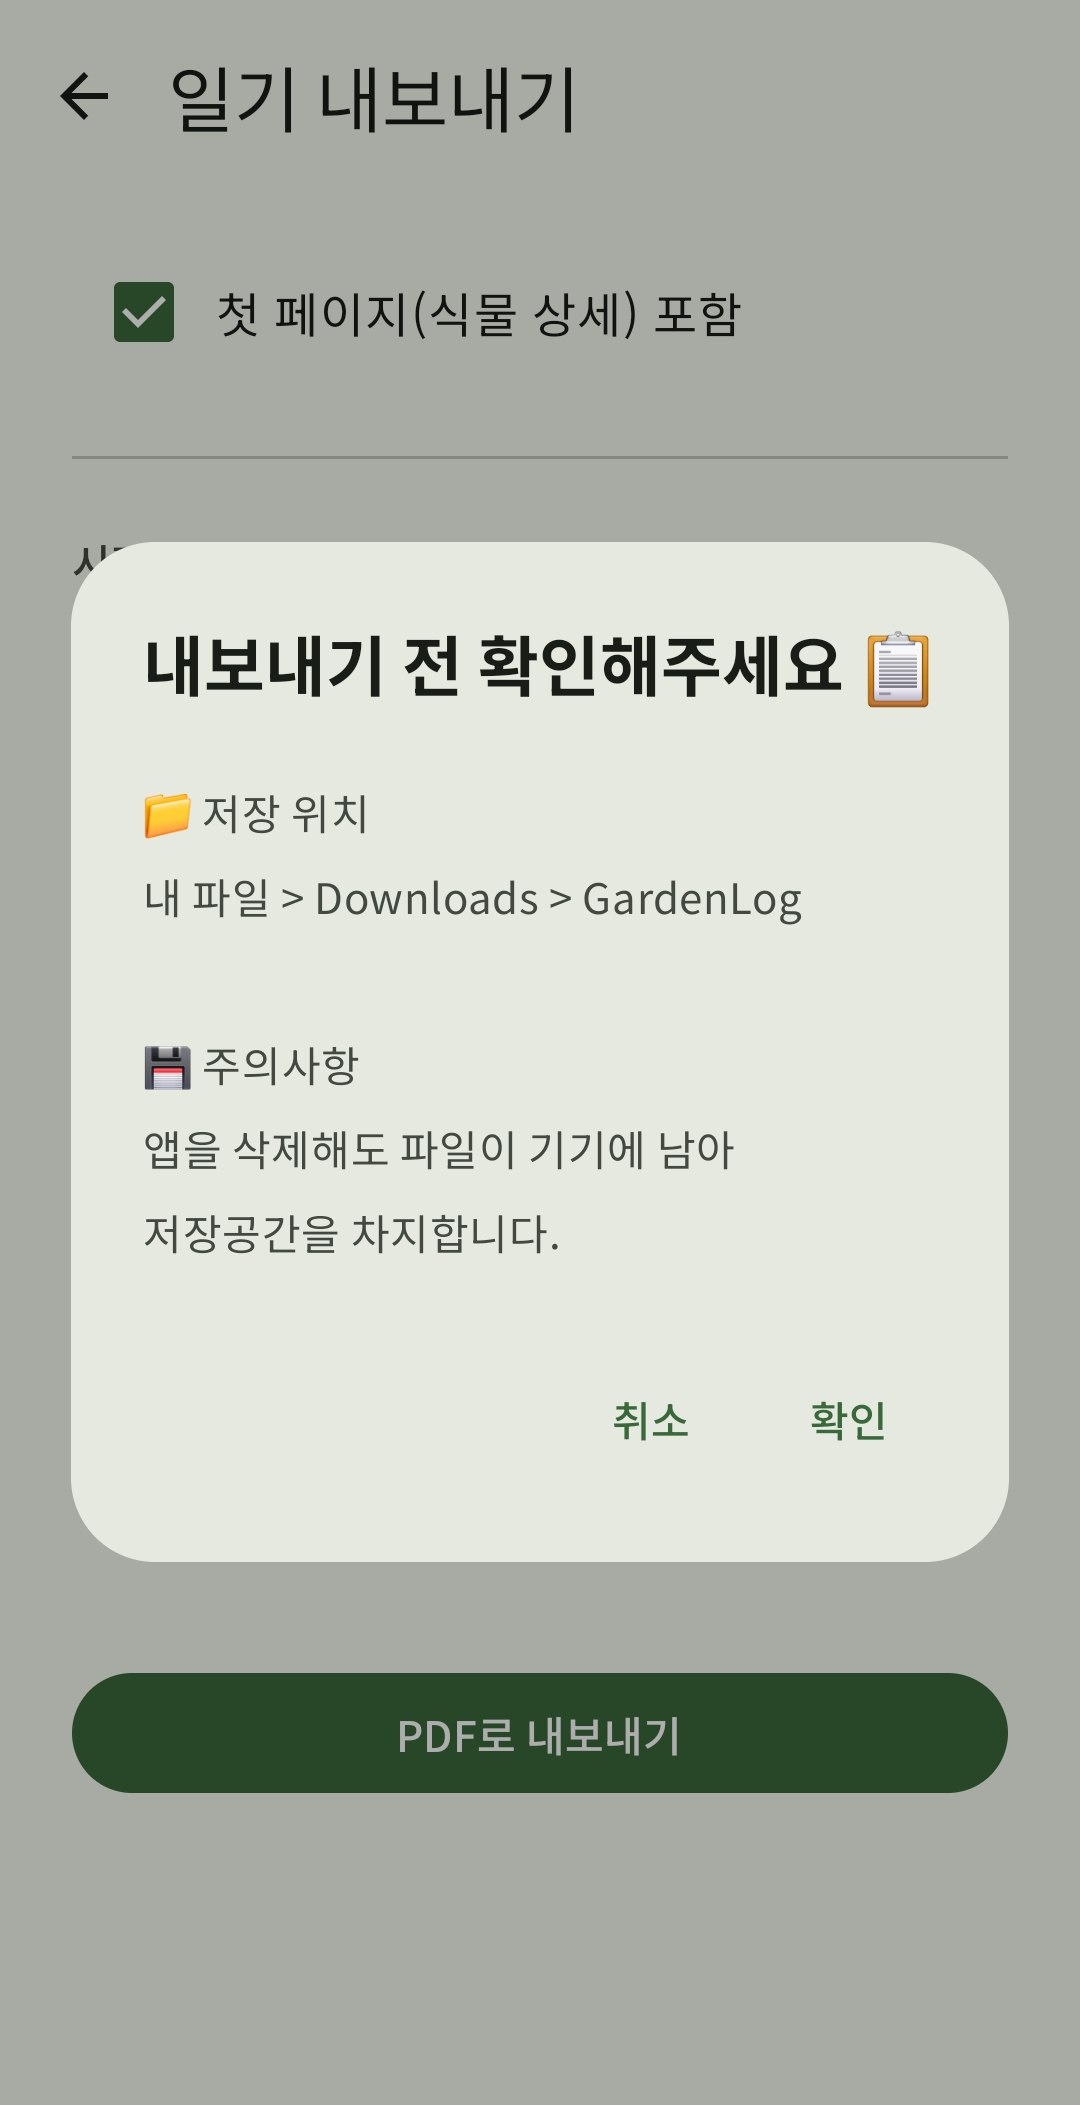 일기 내보내기
첫 페이지(식물 상세) 포함
내보내기 전 확인해주세요 📋
📁 저장 위치
내 파일 > Downloads > GardenLog
💾 주의사항
앱을 삭제해도 파일이 기기에 남아
저장공간을 차지합니다.
취소 확인
PDF로 내보내기